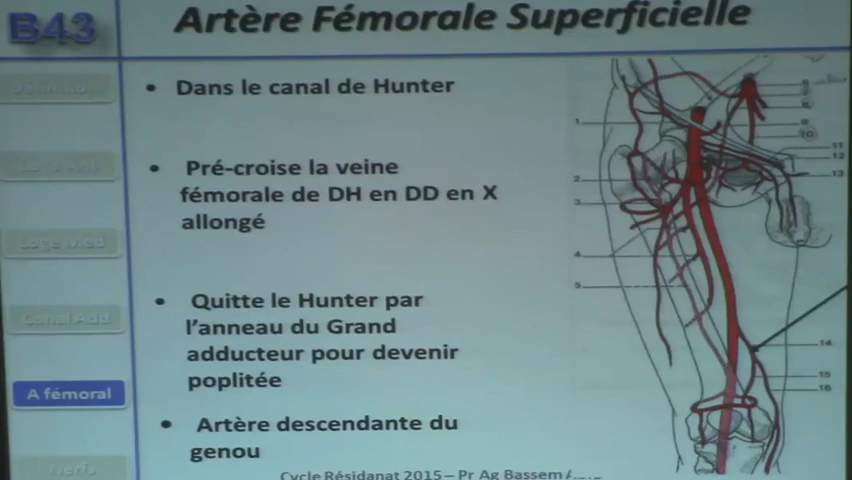 B43
Artère Fémorale Superficielle
• Dans le canal de Hunter
• Pré-croise la veine
fémorale de DH en DD en X
allongé
• Quitte le Hunter par
l'anneau du Grand
adducteur pour devenir
poplitée
• Artère descendante du
genou
Loge Med
Canal Add
A fémoral
Nerfs
1
2
3
4
5
8
9
10
11
12
13
14
15
16
Cycle Résidanat 2015 – Pr Ag Bassem